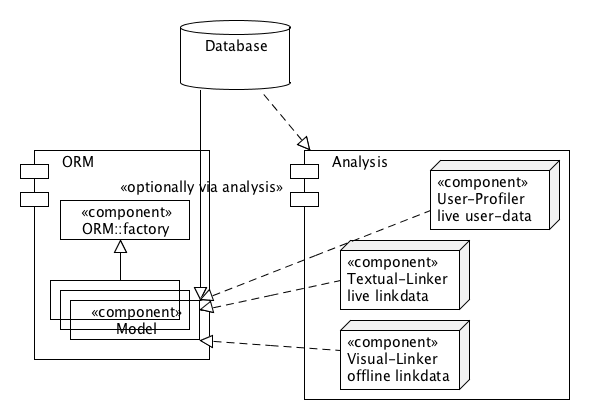 Database
ORM
Analysis
«optionally via analysis»
«component»
ORM::factory
«component»
User-Profiler
live user-data
«component»
Textual-Linker
live linkdata
«component»
Model
«component»
Visual-Linker
offline linkdata